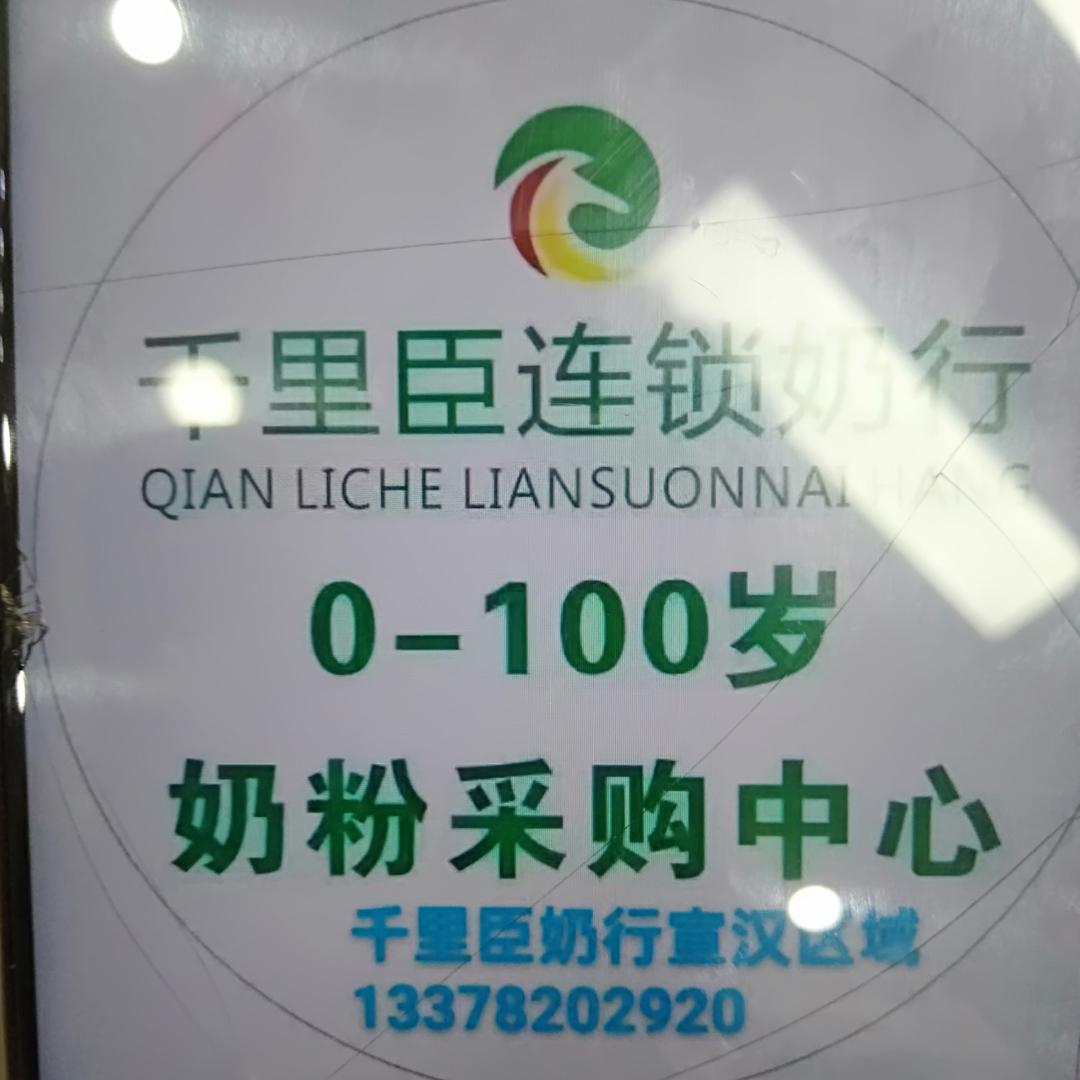 千里臣连锁奶行
QIAN LICHE LIANSUONNAI HANG
0-100岁
奶粉采购中心
千里臣奶行宣汉区域
13378202920